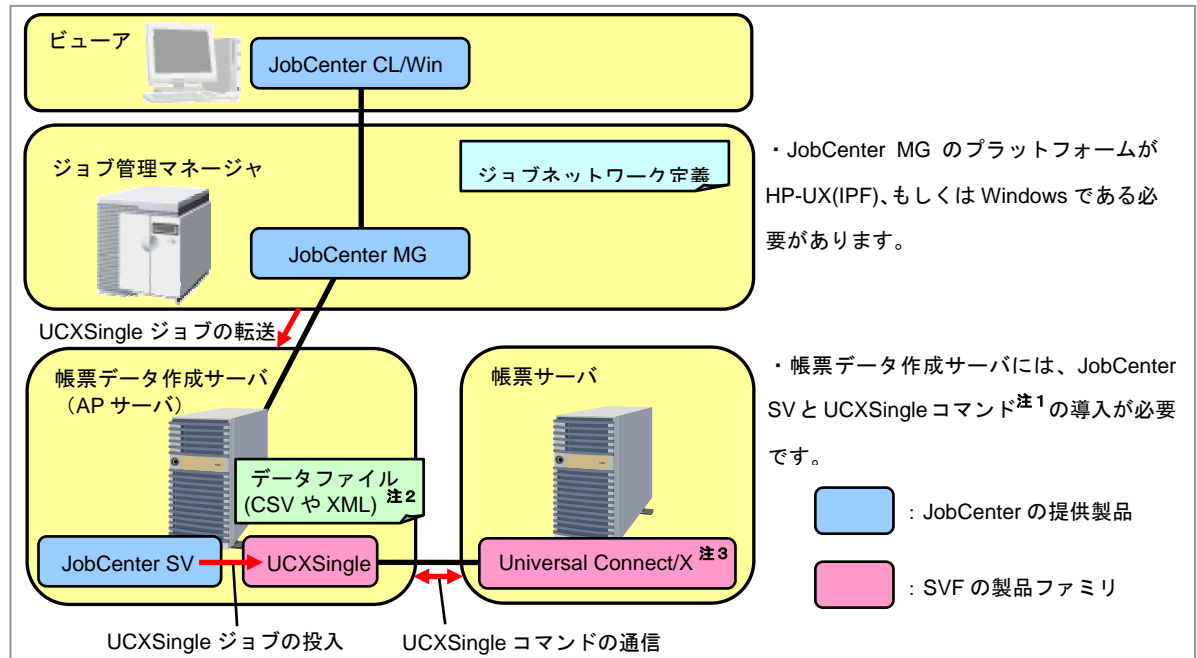 ビューア
JobCenter CL/Win
ジョブ管理マネージャ
ジョブネットワーク定義
JobCenter MG
・JobCenter MG のプラットフォームが
HP-UX(IPF)、もしくは Windows である必
要があります。
UCXSingle ジョブの転送
帳票データ作成サーバ
（AP サーバ）
データファイル
(CSV や XML) 注2
JobCenter SV
UCXSingle
帳票サーバ
Universal Connect/X 注3
・帳票データ作成サーバには、JobCenter
SV と UCXSingle コマンド注1の導入が必要
です。
：JobCenter の提供製品
：SVF の製品ファミリ
UCXSingle ジョブの投入
UCXSingle コマンドの通信